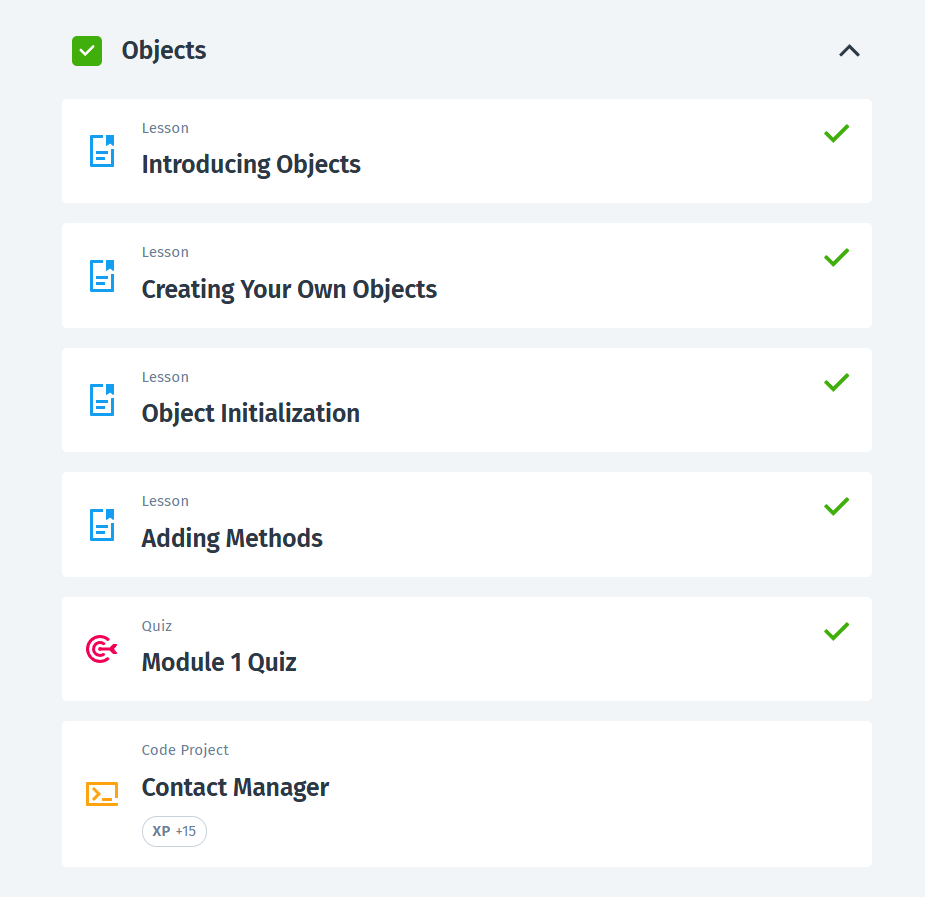 Objects
Lesson
Introducing Objects
Lesson
Creating Your Own Objects
Lesson
Object Initialization
Lesson
Adding Methods
Quiz
Module 1 Quiz
Code Project
Contact Manager
XP +15